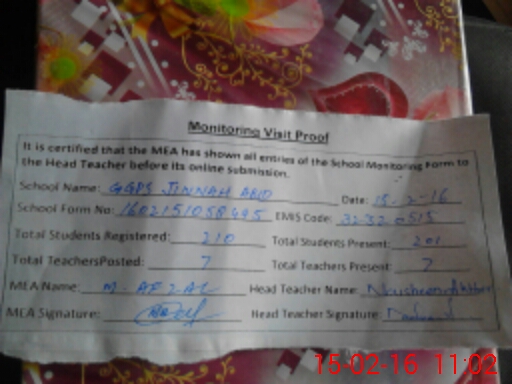 Monitoring Visit Proof
It is certified that the MEA has shown all entries of the School Monitoring Form to
the Head Teacher before its online submission.
School Name: GGPS JINNAH ABD Date: 15-2-16
School Form No: 1602151058495 EMIS Code: 32320515
Total Students Registered: 210 Total Students Present: 201
Total TeachersPosted: 7 Total Teachers Present: 7
MEA Name: M. AFZAL Head Teacher Name: Nousheen Akhtar
MEA Signature: Head Teacher Signature:
15-02-16 11:02